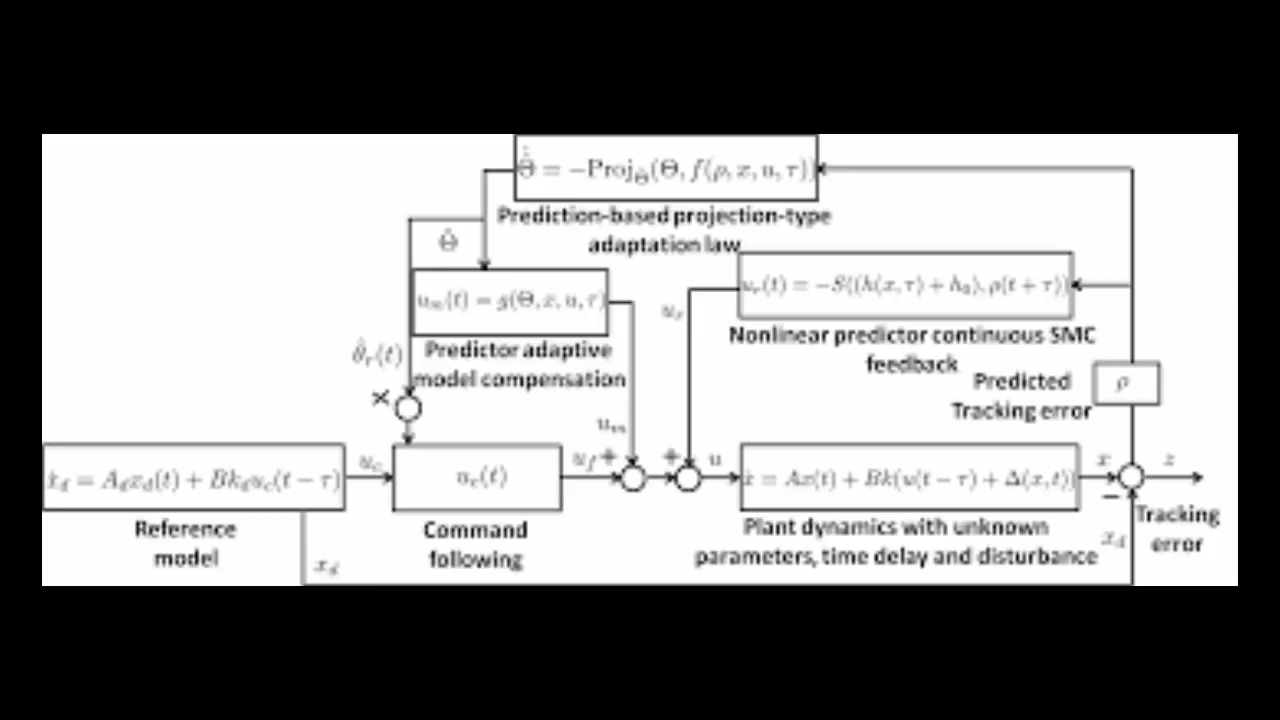 Θ̂̇ = −Proj_Θ̂(Θ, f(ρ, x, u, τ))
Prediction-based projection-type
adaptation law
Θ̂
u_m(t) = g(Θ, x, u, τ)
u_r(t) = −S((h(x, τ) + h₀), ρ(t + τ))
u_r
Nonlinear predictor continuous SMC
feedback
θ̂_r(t)
Predictor adaptive
model compensation
Predicted
Tracking error
ρ
×
u_m
ẋ_d = A_d x_d(t) + Bk_d u_c(t − τ)
u_c
u_c(t)
u_f
+
+
u
ẋ = Ax(t) + Bk(u(t − τ) + Δ(x, t))
x
z
−
Reference
model
Command
following
Plant dynamics with unknown
parameters, time delay and disturbance
x_d
Tracking
error
x_d